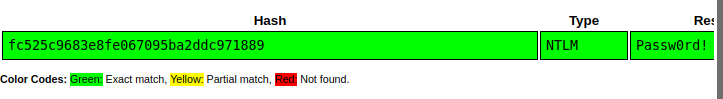 Hash Type Res
fc525c9683e8fe067095ba2ddc971889 NTLM Passw0rd!
Color Codes: Green: Exact match, Yellow: Partial match, Red: Not found.